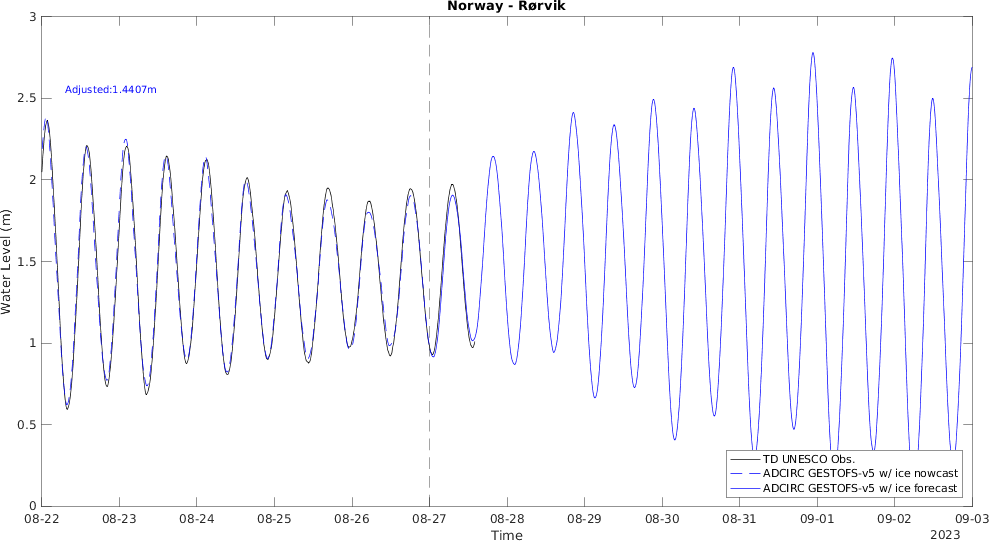 Norway - Rørvik
Adjusted:1.4407m
Water Level (m)
3
2.5
2
1.5
1
0.5
0
TD UNESCO Obs.
ADCIRC GESTOFS-v5 w/ ice nowcast
ADCIRC GESTOFS-v5 w/ ice forecast
08-22 08-23 08-24 08-25 08-26 08-27 08-28 08-29 08-30 08-31 09-01 09-02 09-03
Time
2023